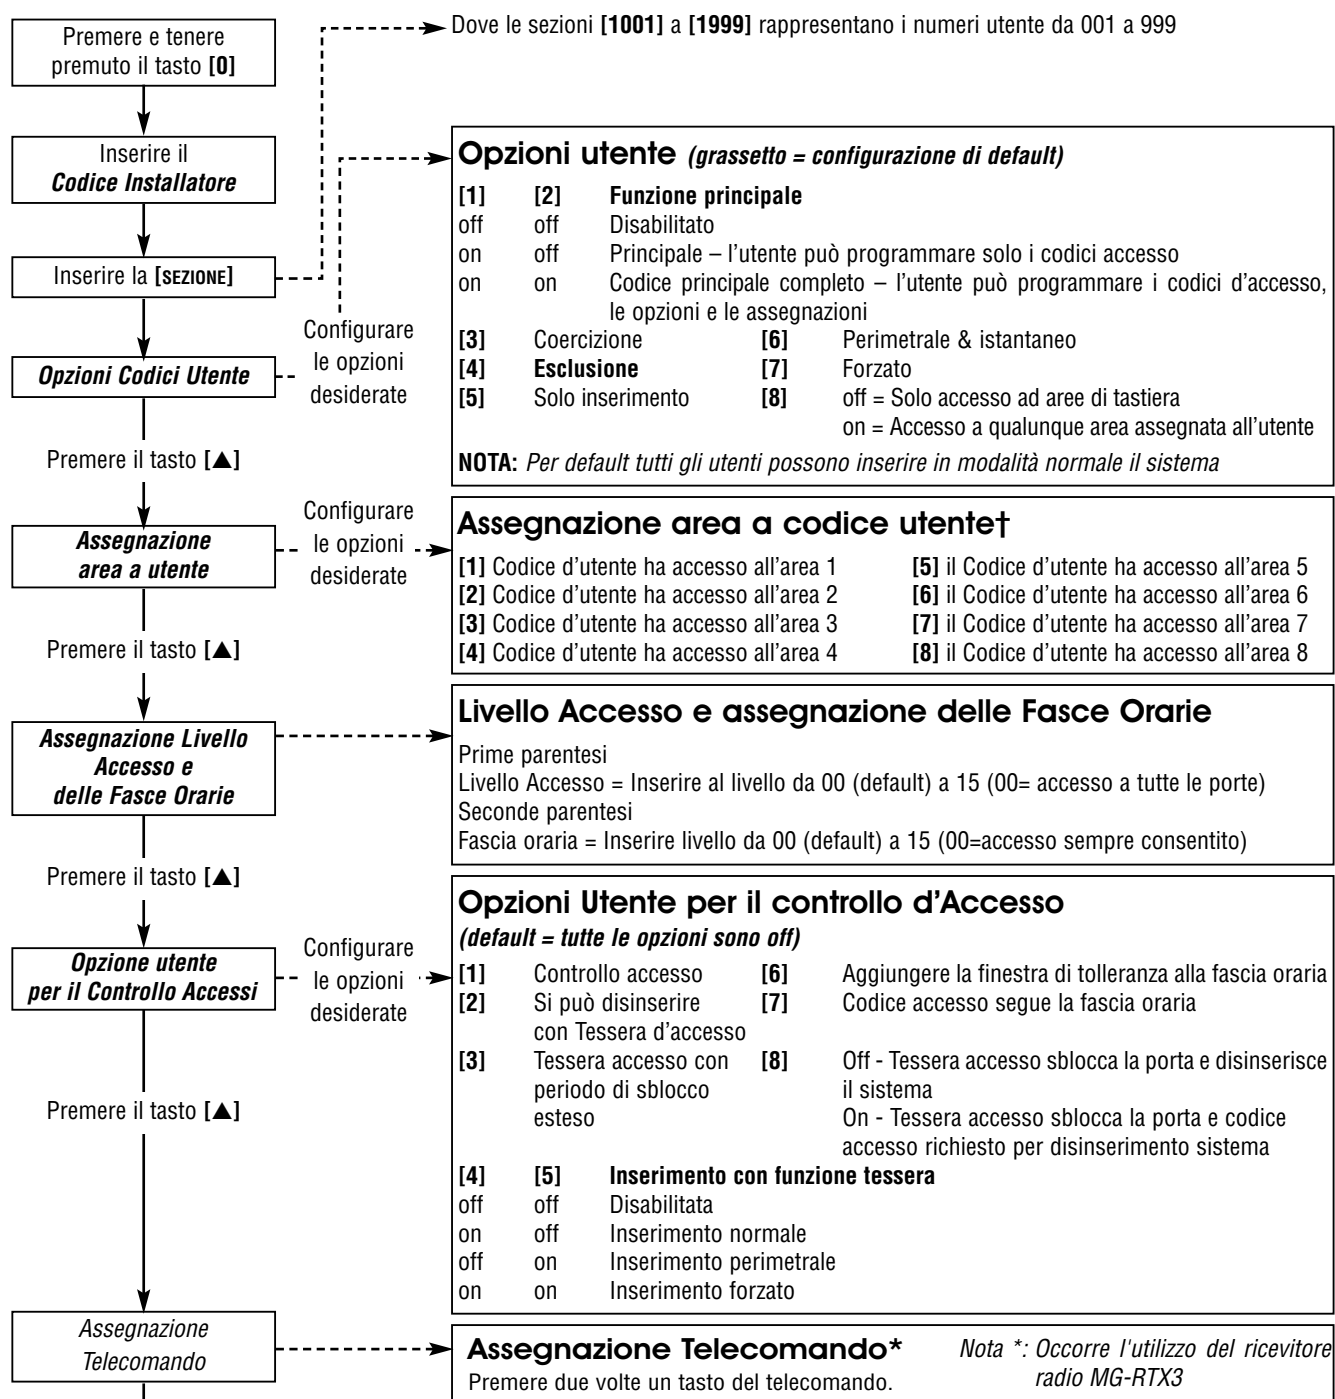 Premere e tenere
premuto il tasto [0]
Dove le sezioni [1001] a [1999] rappresentano i numeri utente da 001 a 999
Inserire il
Codice Installatore
Inserire la [SEZIONE]
Opzioni Codici Utente
Configurare
le opzioni
desiderate
Opzioni utente (grassetto = configurazione di default)
[1] [2] Funzione principale
off off Disabilitato
on off Principale – l'utente può programmare solo i codici accesso
on on Codice principale completo – l'utente può programmare i codici d'accesso,
le opzioni e le assegnazioni
[3] Coercizione [6] Perimetrale & istantaneo
[4] Esclusione [7] Forzato
[5] Solo inserimento [8] off = Solo accesso ad aree di tastiera
on = Accesso a qualunque area assegnata all'utente
NOTA: Per default tutti gli utenti possono inserire in modalità normale il sistema
Premere il tasto [▲]
Assegnazione
area a utente
Configurare
le opzioni
desiderate
Assegnazione area a codice utente†
[1] Codice d'utente ha accesso all'area 1 [5] il Codice d'utente ha accesso all'area 5
[2] Codice d'utente ha accesso all'area 2 [6] il Codice d'utente ha accesso all'area 6
[3] Codice d'utente ha accesso all'area 3 [7] il Codice d'utente ha accesso all'area 7
[4] Codice d'utente ha accesso all'area 4 [8] il Codice d'utente ha accesso all'area 8
Premere il tasto [▲]
Assegnazione Livello
Accesso e
delle Fasce Orarie
Livello Accesso e assegnazione delle Fasce Orarie
Prime parentesi
Livello Accesso = Inserire al livello da 00 (default) a 15 (00= accesso a tutte le porte)
Seconde parentesi
Fascia oraria = Inserire livello da 00 (default) a 15 (00=accesso sempre consentito)
Premere il tasto [▲]
Opzione utente
per il Controllo Accessi
Configurare
le opzioni
desiderate
Opzioni Utente per il controllo d'Accesso
(default = tutte le opzioni sono off)
[1] Controllo accesso [6] Aggiungere la finestra di tolleranza alla fascia oraria
[2] Si può disinserire [7] Codice accesso segue la fascia oraria
con Tessera d'accesso
[3] Tessera accesso con [8] Off - Tessera accesso sblocca la porta e disinserisce
periodo di sblocco il sistema
esteso On - Tessera accesso sblocca la porta e codice
accesso richiesto per disinserimento sistema
[4] [5] Inserimento con funzione tessera
off off Disabilitata
on off Inserimento normale
off on Inserimento perimetrale
on on Inserimento forzato
Premere il tasto [▲]
Assegnazione
Telecomando
Assegnazione Telecomando*
Premere due volte un tasto del telecomando.
Nota *: Occorre l'utilizzo del ricevitore
radio MG-RTX3